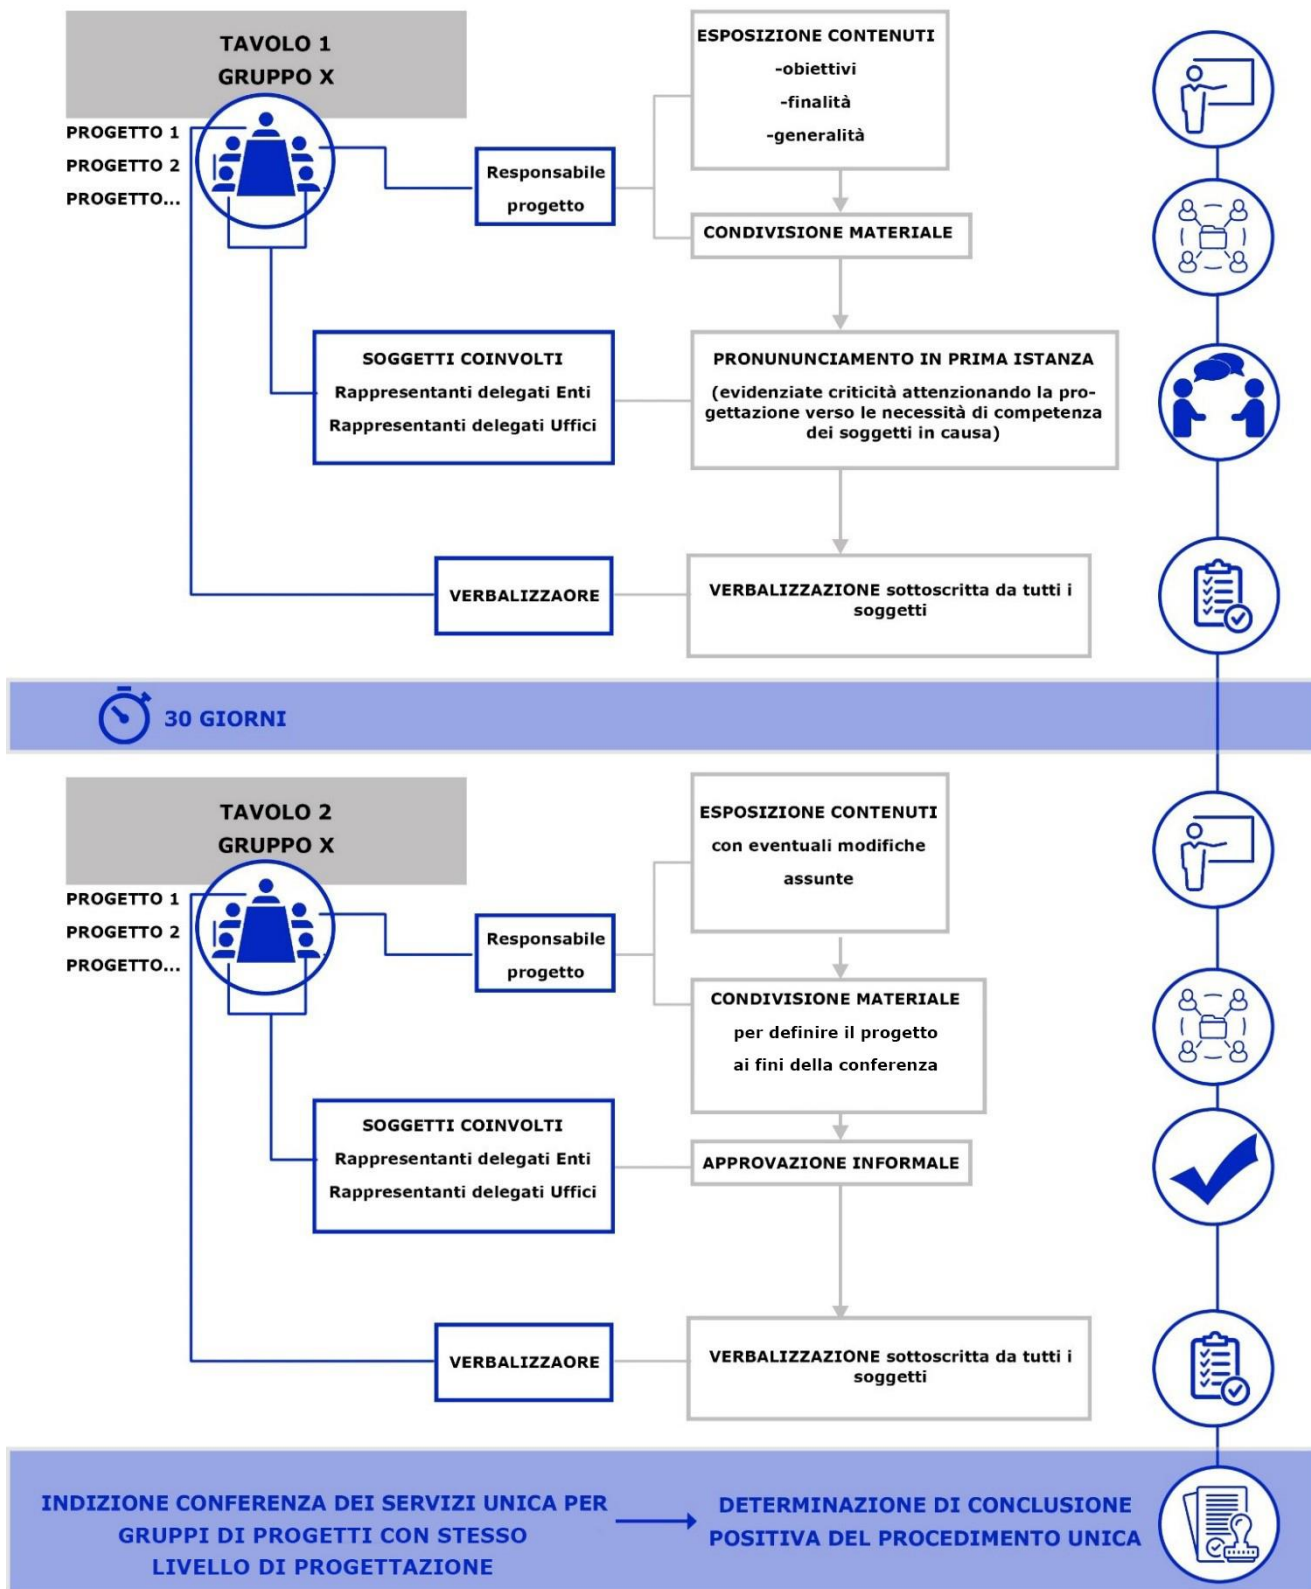 TAVOLO 1
GRUPPO X
PROGETTO 1
PROGETTO 2
PROGETTO...
Responsabile
progetto
ESPOSIZIONE CONTENUTI
-obiettivi
-finalità
-generalità
CONDIVISIONE MATERIALE
SOGGETTI COINVOLTI
Rappresentanti delegati Enti
Rappresentanti delegati Uffici
PRONUNUNCIAMENTO IN PRIMA ISTANZA
(evidenziate criticità attenzionando la pro-
gettazione verso le necessità di competenza
dei soggetti in causa)
VERBALIZZAORE
VERBALIZZAZIONE sottoscritta da tutti i
soggetti
30 GIORNI
TAVOLO 2
GRUPPO X
PROGETTO 1
PROGETTO 2
PROGETTO...
Responsabile
progetto
ESPOSIZIONE CONTENUTI
con eventuali modifiche
assunte
CONDIVISIONE MATERIALE
per definire il progetto
ai fini della conferenza
SOGGETTI COINVOLTI
Rappresentanti delegati Enti
Rappresentanti delegati Uffici
APPROVAZIONE INFORMALE
VERBALIZZAORE
VERBALIZZAZIONE sottoscritta da tutti i
soggetti
INDIZIONE CONFERENZA DEI SERVIZI UNICA PER
GRUPPI DI PROGETTI CON STESSO
LIVELLO DI PROGETTAZIONE
DETERMINAZIONE DI CONCLUSIONE
POSITIVA DEL PROCEDIMENTO UNICA